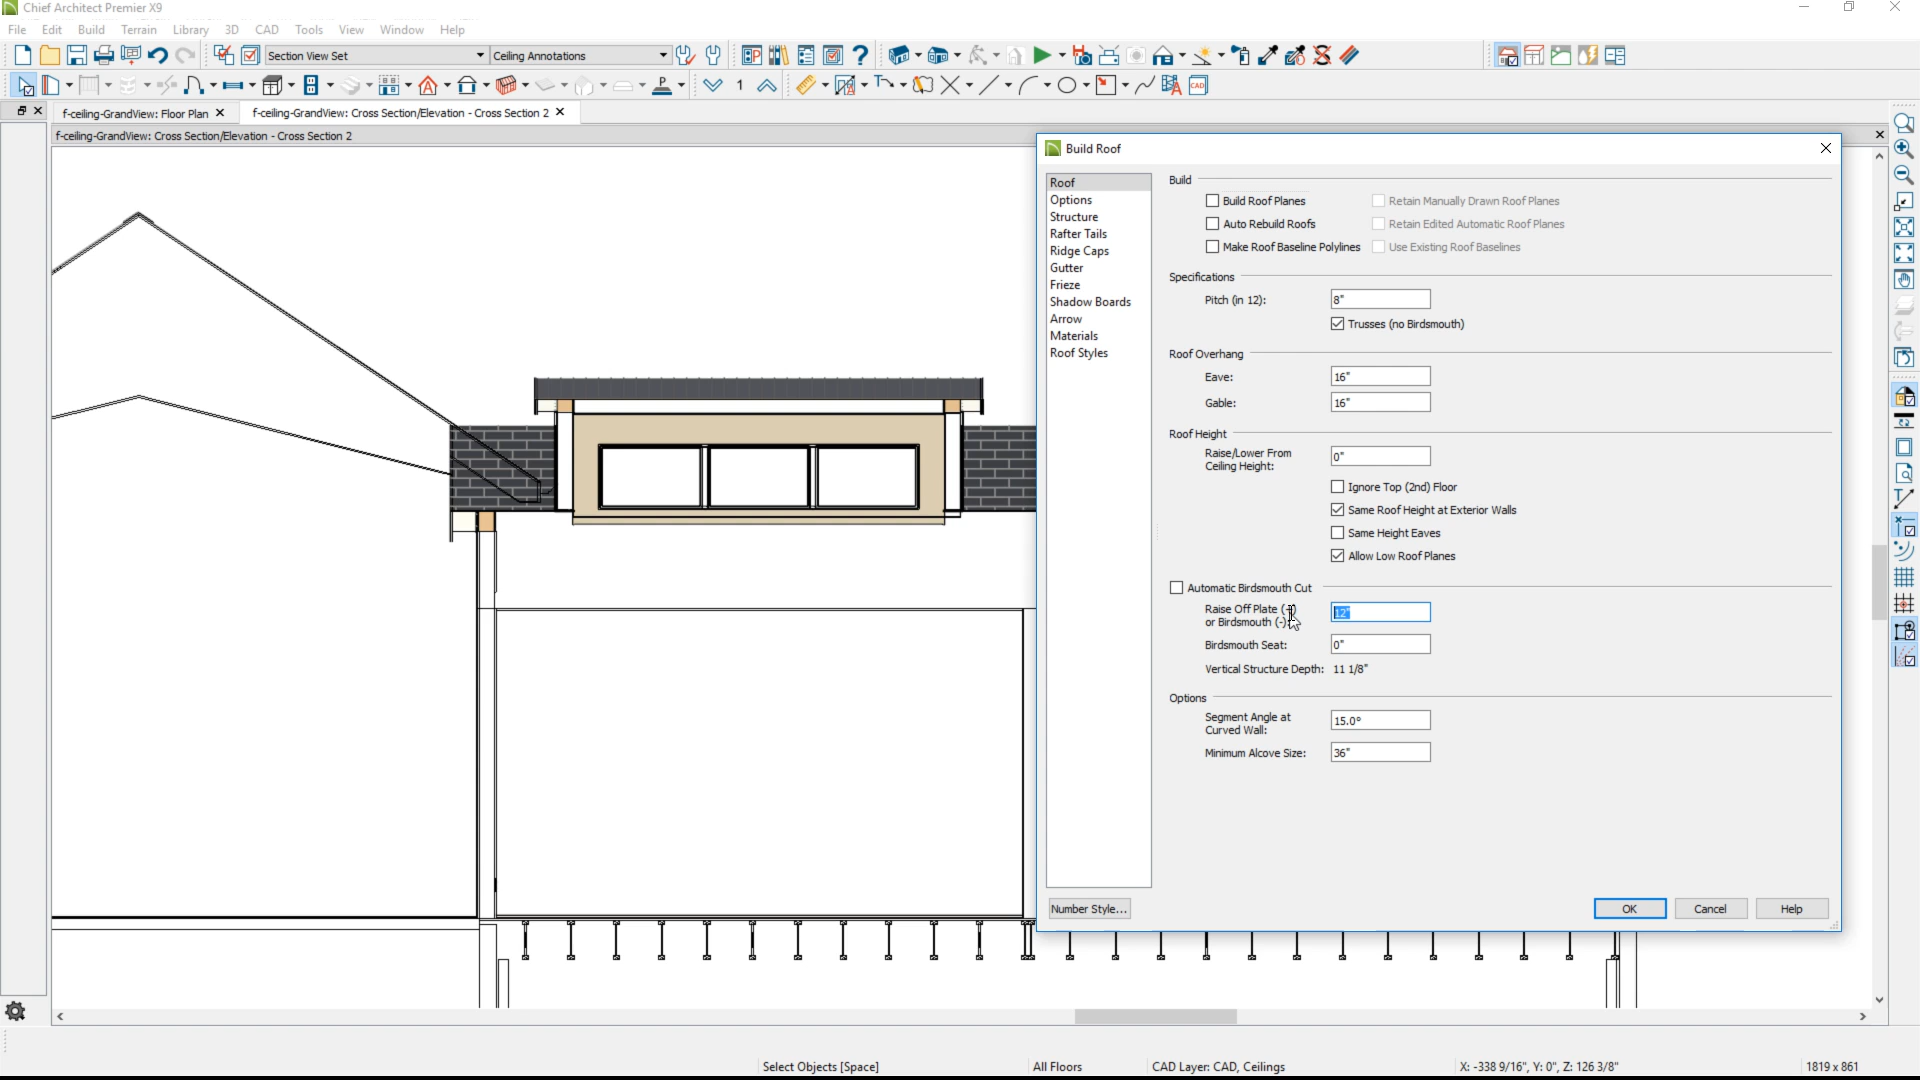 Chief Architect Premier X9
File Edit Build Terrain Library 3D CAD Tools View Window Help
Section View Set Ceiling Annotations
1
CAD
f-ceiling-GrandView: Floor Plan f-ceiling-GrandView: Cross Section/Elevation - Cross Section 2
f-ceiling-GrandView: Cross Section/Elevation - Cross Section 2
Build Roof
Roof
Options
Structure
Rafter Tails
Ridge Caps
Gutter
Frieze
Shadow Boards
Arrow
Materials
Roof Styles
Build
Build Roof Planes Retain Manually Drawn Roof Planes
Auto Rebuild Roofs Retain Edited Automatic Roof Planes
Make Roof Baseline Polylines Use Existing Roof Baselines
Specifications
Pitch (in 12): 8"
Trusses (no Birdsmouth)
Roof Overhang
Eave: 16"
Gable: 16"
Roof Height
Raise/Lower From
Ceiling Height: 0"
Ignore Top (2nd) Floor
Same Roof Height at Exterior Walls
Same Height Eaves
Allow Low Roof Planes
Automatic Birdsmouth Cut
Raise Off Plate (+)
or Birdsmouth (-): 12"
Birdsmouth Seat: 0"
Vertical Structure Depth: 11 1/8"
Options
Segment Angle at
Curved Wall: 15.0°
Minimum Alcove Size: 36"
Number Style... OK Cancel Help
Select Objects [Space] All Floors CAD Layer: CAD, Ceilings X: -338 9/16", Y: 0", Z: 126 3/8" 1819 x 861